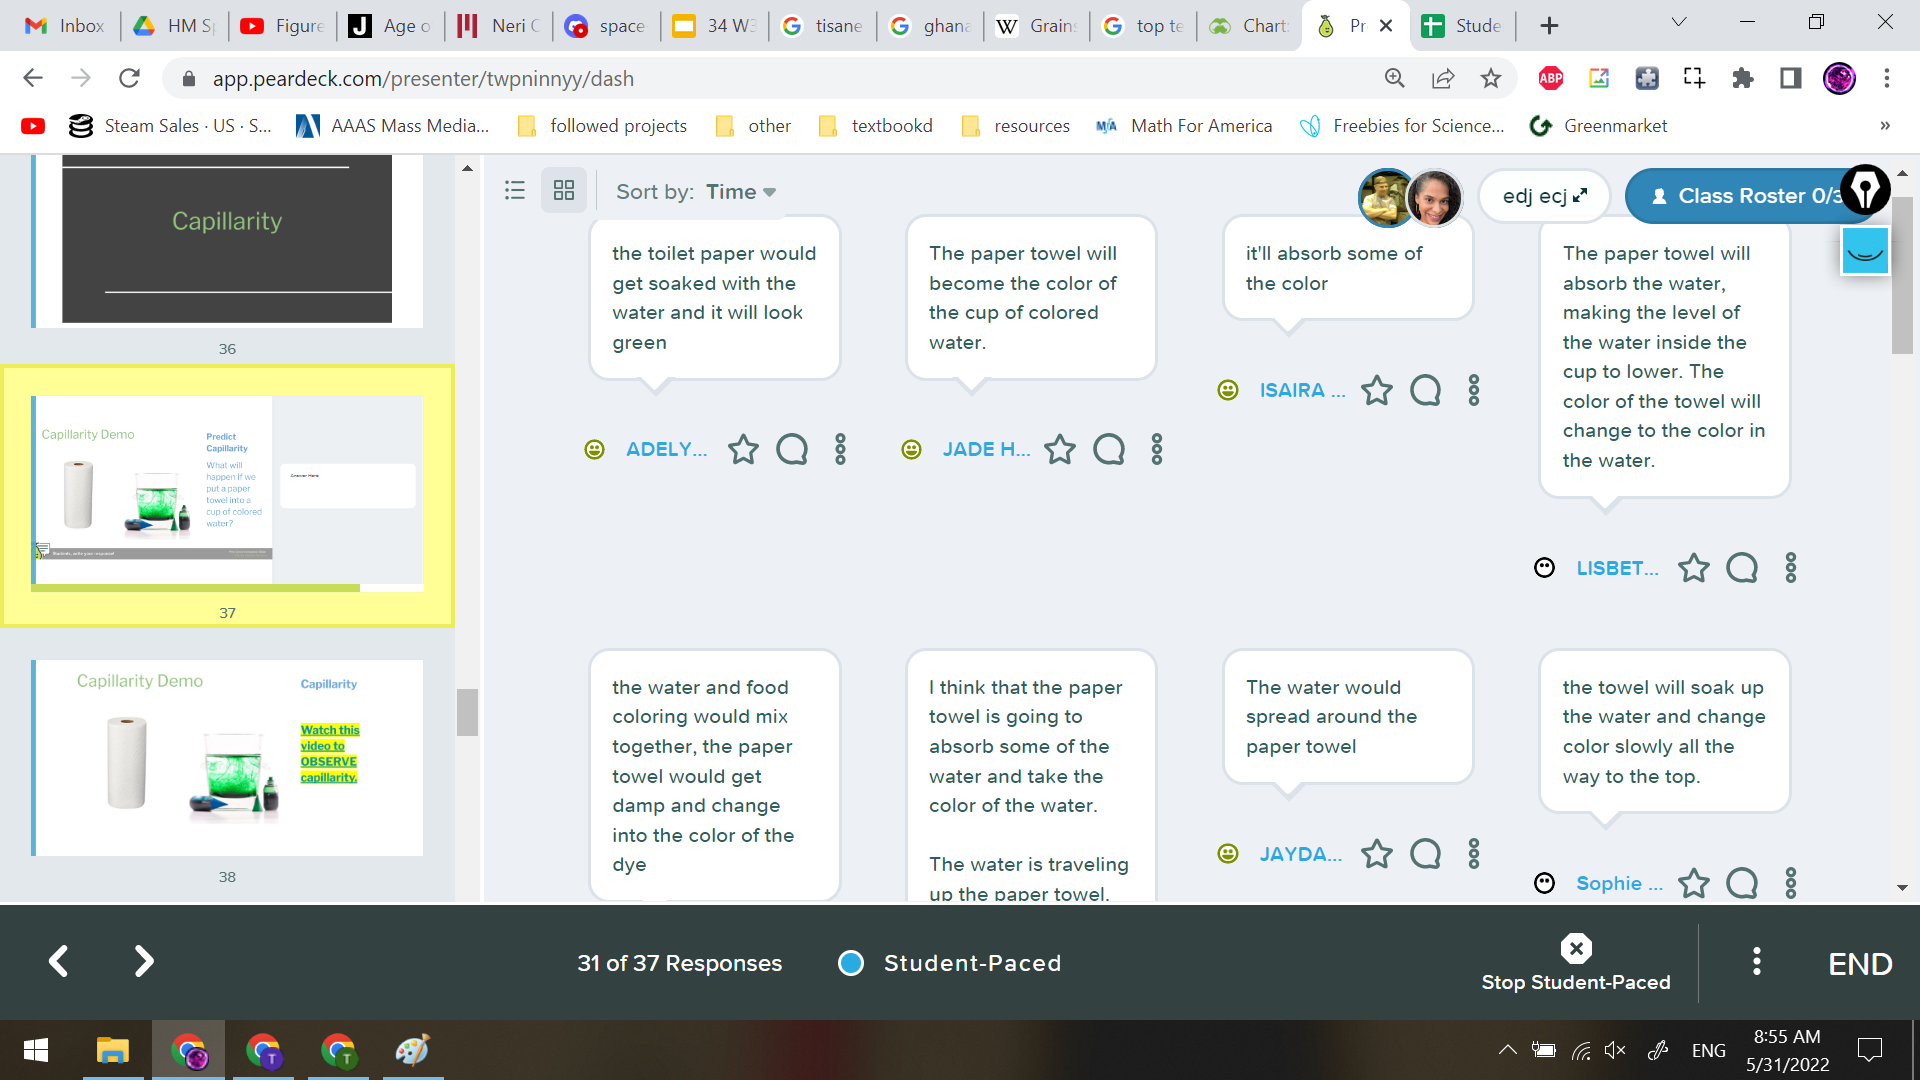 Inbox
HM Sp
Figure
Age o
Neri O
space
34 W3
tisane
ghana
Grains
top te
Charts
Pr
Stude
app.peardeck.com/presenter/twpninnyy/dash
ABP
Steam Sales · US · S...
AAAS Mass Media...
followed projects
other
textbookd
resources
MƒA
Math For America
Freebies for Science...
Greenmarket
»
Capillarity
36
Capillarity Demo
Predict
Capillarity
What will
happen if we
put a paper
towel into a
cup of colored
water?
Answer Here
Students, write your response!
37
Capillarity Demo
Capillarity
Watch this
video to
OBSERVE
capillarity.
38
Sort by: Time
edj ecj
Class Roster 0/3
the toilet paper would
get soaked with the
water and it will look
green
ADELY...
The paper towel will
become the color of
the cup of colored
water.
JADE H...
it'll absorb some of
the color
ISAIRA ...
The paper towel will
absorb the water,
making the level of
the water inside the
cup to lower. The
color of the towel will
change to the color in
the water.
LISBET...
the water and food
coloring would mix
together, the paper
towel would get
damp and change
into the color of the
dye
I think that the paper
towel is going to
absorb some of the
water and take the
color of the water.
The water is traveling
up the paper towel.
The water would
spread around the
paper towel
JAYDA...
the towel will soak up
the water and change
color slowly all the
way to the top.
Sophie ...
31 of 37 Responses
Student-Paced
Stop Student-Paced
END
T
T
ENG
8:55 AM
5/31/2022